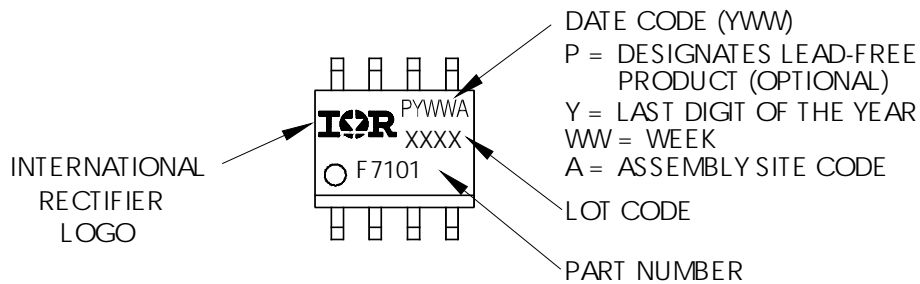 DATE CODE (YWW)
P = DESIGNATES LEAD-FREE
PRODUCT (OPTIONAL)
Y = LAST DIGIT OF THE YEAR
WW = WEEK
A = ASSEMBLY SITE CODE
LOT CODE
PART NUMBER
INTERNATIONAL
RECTIFIER
LOGO
IOR
PYWWA
XXXX
F7101